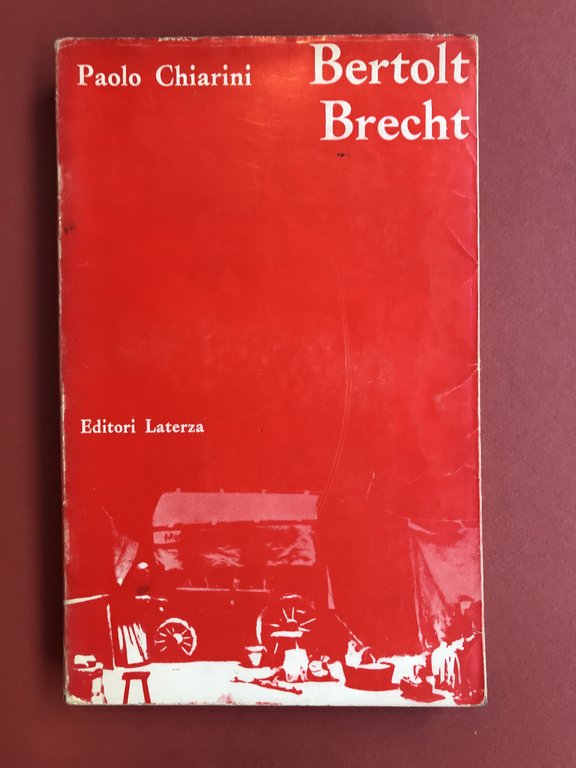 Paolo Chiarini
Bertolt
Brecht
Editori Laterza